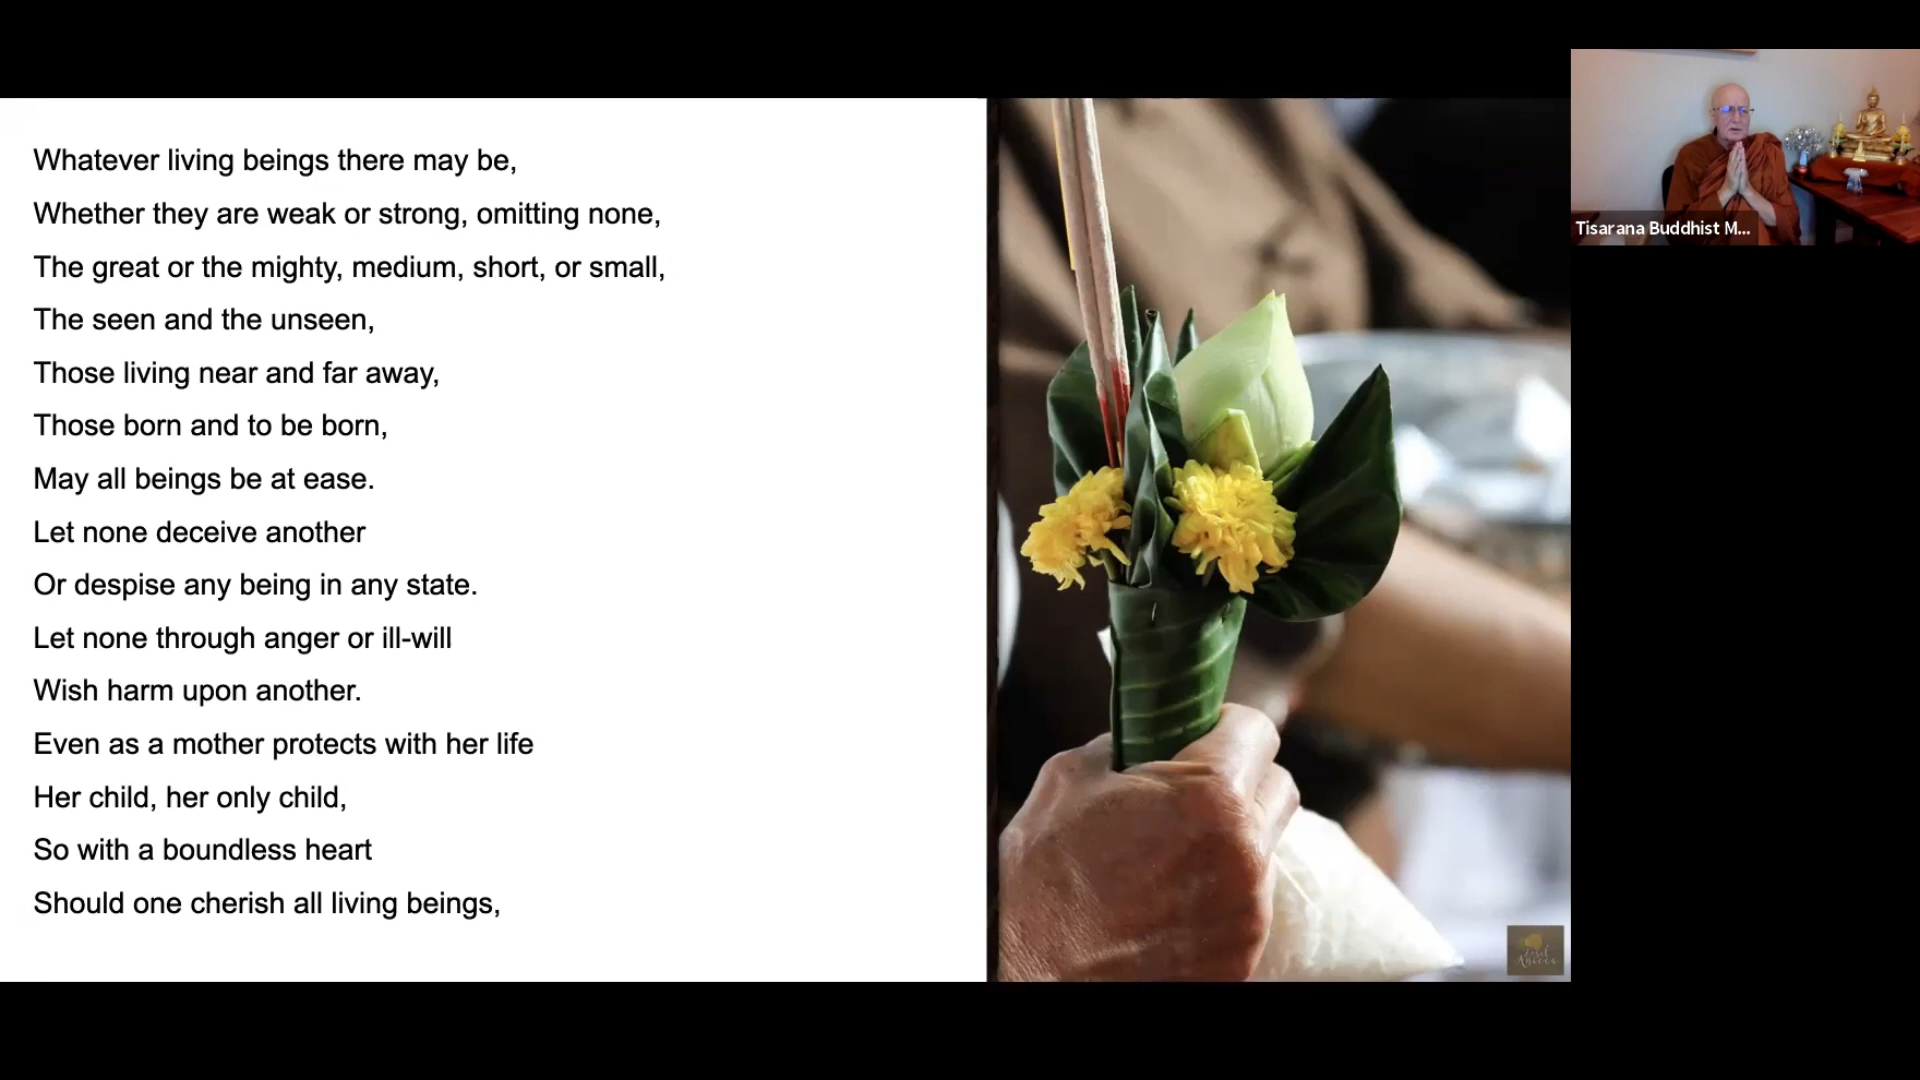 Whatever living beings there may be,
Whether they are weak or strong, omitting none,
The great or the mighty, medium, short, or small,
The seen and the unseen,
Those living near and far away,
Those born and to be born,
May all beings be at ease.
Let none deceive another
Or despise any being in any state.
Let none through anger or ill-will
Wish harm upon another.
Even as a mother protects with her life
Her child, her only child,
So with a boundless heart
Should one cherish all living beings,
Tisarana Buddhist M...